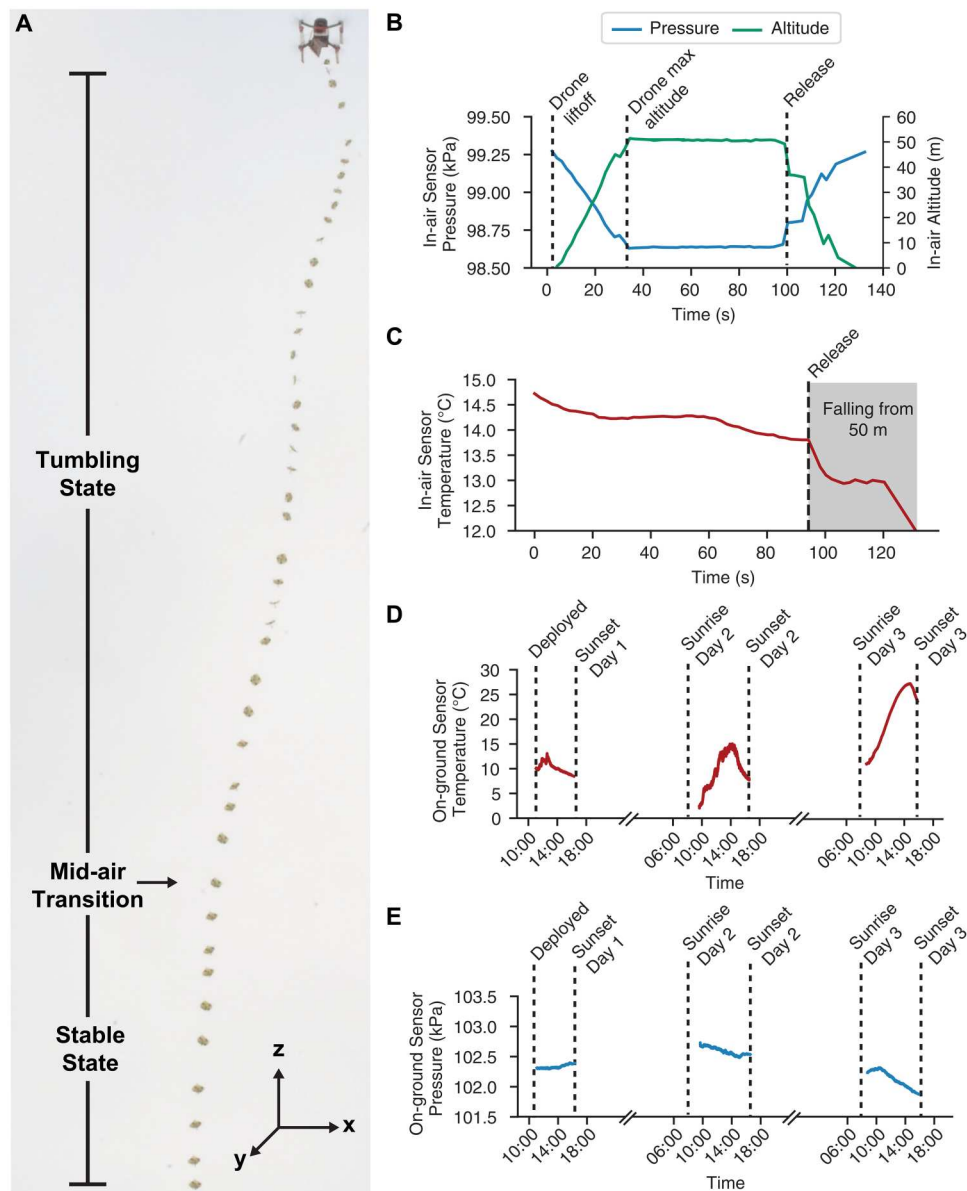 A
Tumbling
State
Mid-air
Transition
Stable
State
z
x
y
B
Pressure
Altitude
Drone
liftoff
Drone max
altitude
Release
In-air Sensor
Pressure (kPa)
99.50
99.25
99.00
98.75
98.50
60
50
40
30
20
10
0
In-air Altitude (m)
0 20 40 60 80 100 120 140
Time (s)
C
Release
Falling from
50 m
In-air Sensor
Temperature (°C)
15.0
14.5
14.0
13.5
13.0
12.5
12.0
0 20 40 60 80 100 120
Time (s)
D
Deployed
Sunset
Day 1
Sunrise
Day 2
Sunset
Day 2
Sunrise
Day 3
Sunset
Day 3
On-ground Sensor
Temperature (°C)
30
25
20
15
10
5
0
10:00 14:00 18:00 06:00 10:00 14:00 18:00 06:00 10:00 14:00 18:00
Time
E
Deployed
Sunset
Day 1
Sunrise
Day 2
Sunset
Day 2
Sunrise
Day 3
Sunset
Day 3
On-ground Sensor
Pressure (kPa)
103.5
103.0
102.5
102.0
101.5
10:00 14:00 18:00 06:00 10:00 14:00 18:00 06:00 10:00 14:00 18:00
Time